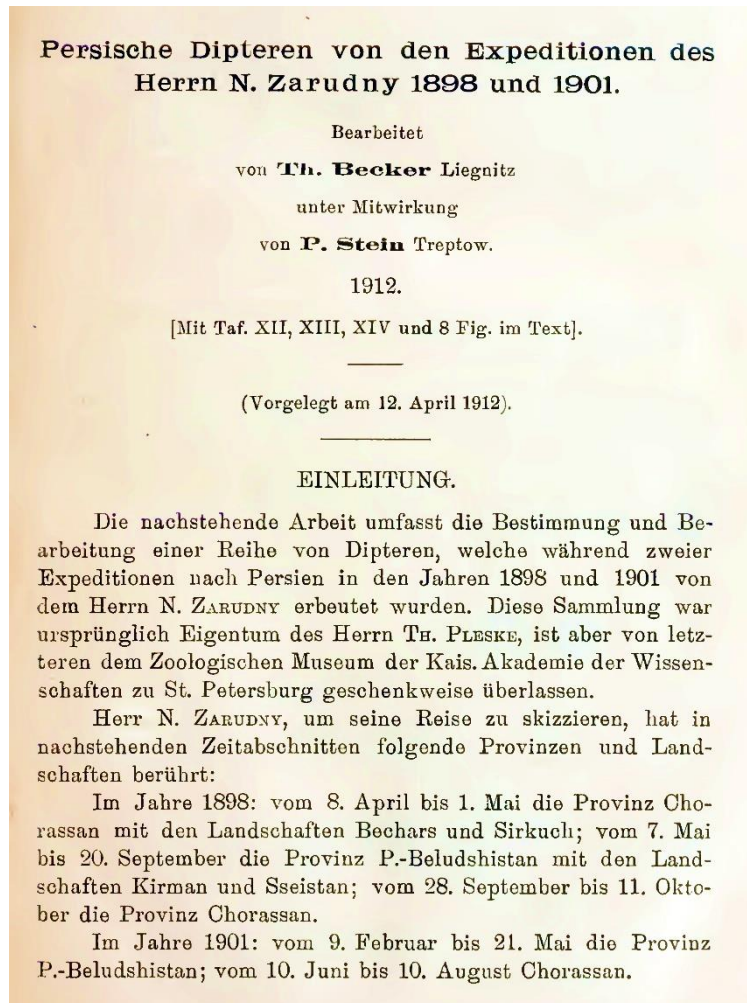 Persische Dipteren von den Expeditionen des
Herrn N. Zarudny 1898 und 1901.
Bearbeitet
von Th. Becker Liegnitz
unter Mitwirkung
von P. Stein Treptow.
1912.
[Mit Taf. XII, XIII, XIV und 8 Fig. im Text].
(Vorgelegt am 12. April 1912).
EINLEITUNG.
Die nachstehende Arbeit umfasst die Bestimmung und Be-
arbeitung einer Reihe von Dipteren, welche während zweier
Expeditionen nach Persien in den Jahren 1898 und 1901 von
dem Herrn N. ZARUDNY erbeutet wurden. Diese Sammlung war
ursprünglich Eigentum des Herrn TH. PLESKE, ist aber von letz-
teren dem Zoologischen Museum der Kais. Akademie der Wissen-
schaften zu St. Petersburg geschenkweise überlassen.
Herr N. ZARUDNY, um seine Reise zu skizzieren, hat in
nachstehenden Zeitabschnitten folgende Provinzen und Land-
schaften berührt:
Im Jahre 1898: vom 8. April bis 1. Mai die Provinz Cho-
rassan mit den Landschaften Bechars und Sirkuch; vom 7. Mai
bis 20. September die Provinz P.-Beludshistan mit den Land-
schaften Kirman und Sseistan; vom 28. September bis 11. Okto-
ber die Provinz Chorassan.
Im Jahre 1901: vom 9. Februar bis 21. Mai die Provinz
P.-Beludshistan; vom 10. Juni bis 10. August Chorassan.